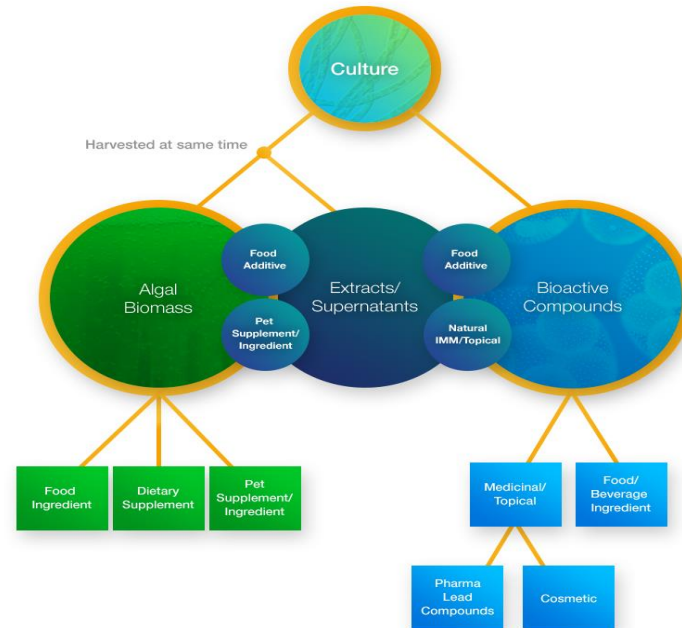 Culture
Harvested at same time
Food
Additive
Food
Additive
Algal
Biomass
Extracts/
Supernatants
Bioactive
Compounds
Pet
Supplement/
Ingredient
Natural
IMM/Topical
Food
Ingredient
Dietary
Supplement
Pet
Supplement/
Ingredient
Medicinal/
Topical
Food/
Beverage
Ingredient
Pharma
Lead
Compounds
Cosmetic